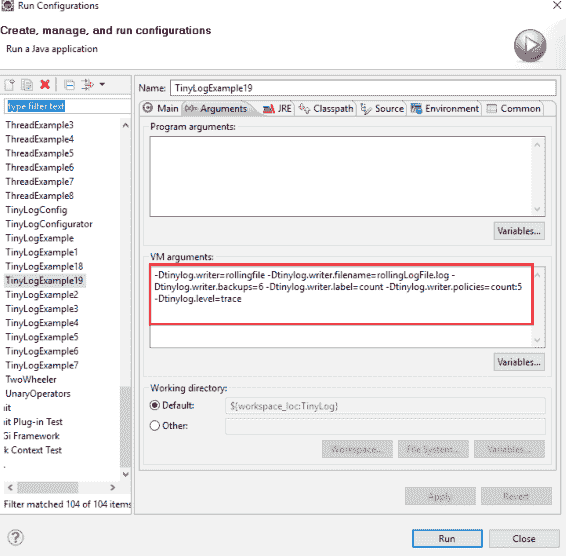 Run Configurations
Create, manage, and run configurations
Run a Java application
type filter text
ThreadExample3
ThreadExample4
ThreadExample5
ThreadExample6
ThreadExample7
ThreadExample8
TinyLogConfig
TinyLogConfigurator
TinyLogExample
TinyLogExample1
TinyLogExample18
TinyLogExample19
TinyLogExample2
TinyLogExample3
TinyLogExample4
TinyLogExample5
TinyLogExample6
TinyLogExample7
TwoWheeler
UnaryOperators
it
it Plug-in Test
Gi Framework
k Context Test
Filter matched 104 of 104 items
Name: TinyLogExample19
Main Arguments JRE Classpath Source Environment Common
Program arguments:
Variables...
VM arguments:
-Dtinylog.writer=rollingfile -Dtinylog.writer.filename=rollingLogFile.log -
Dtinylog.writer.backups=6 -Dtinylog.writer.label=count -Dtinylog.writer.policies=count:5
-Dtinylog.level=trace
Variables...
Working directory:
Default: ${workspace_loc:TinyLog}
Other:
Workspace... File System... Variables...
Apply Revert
Run Close